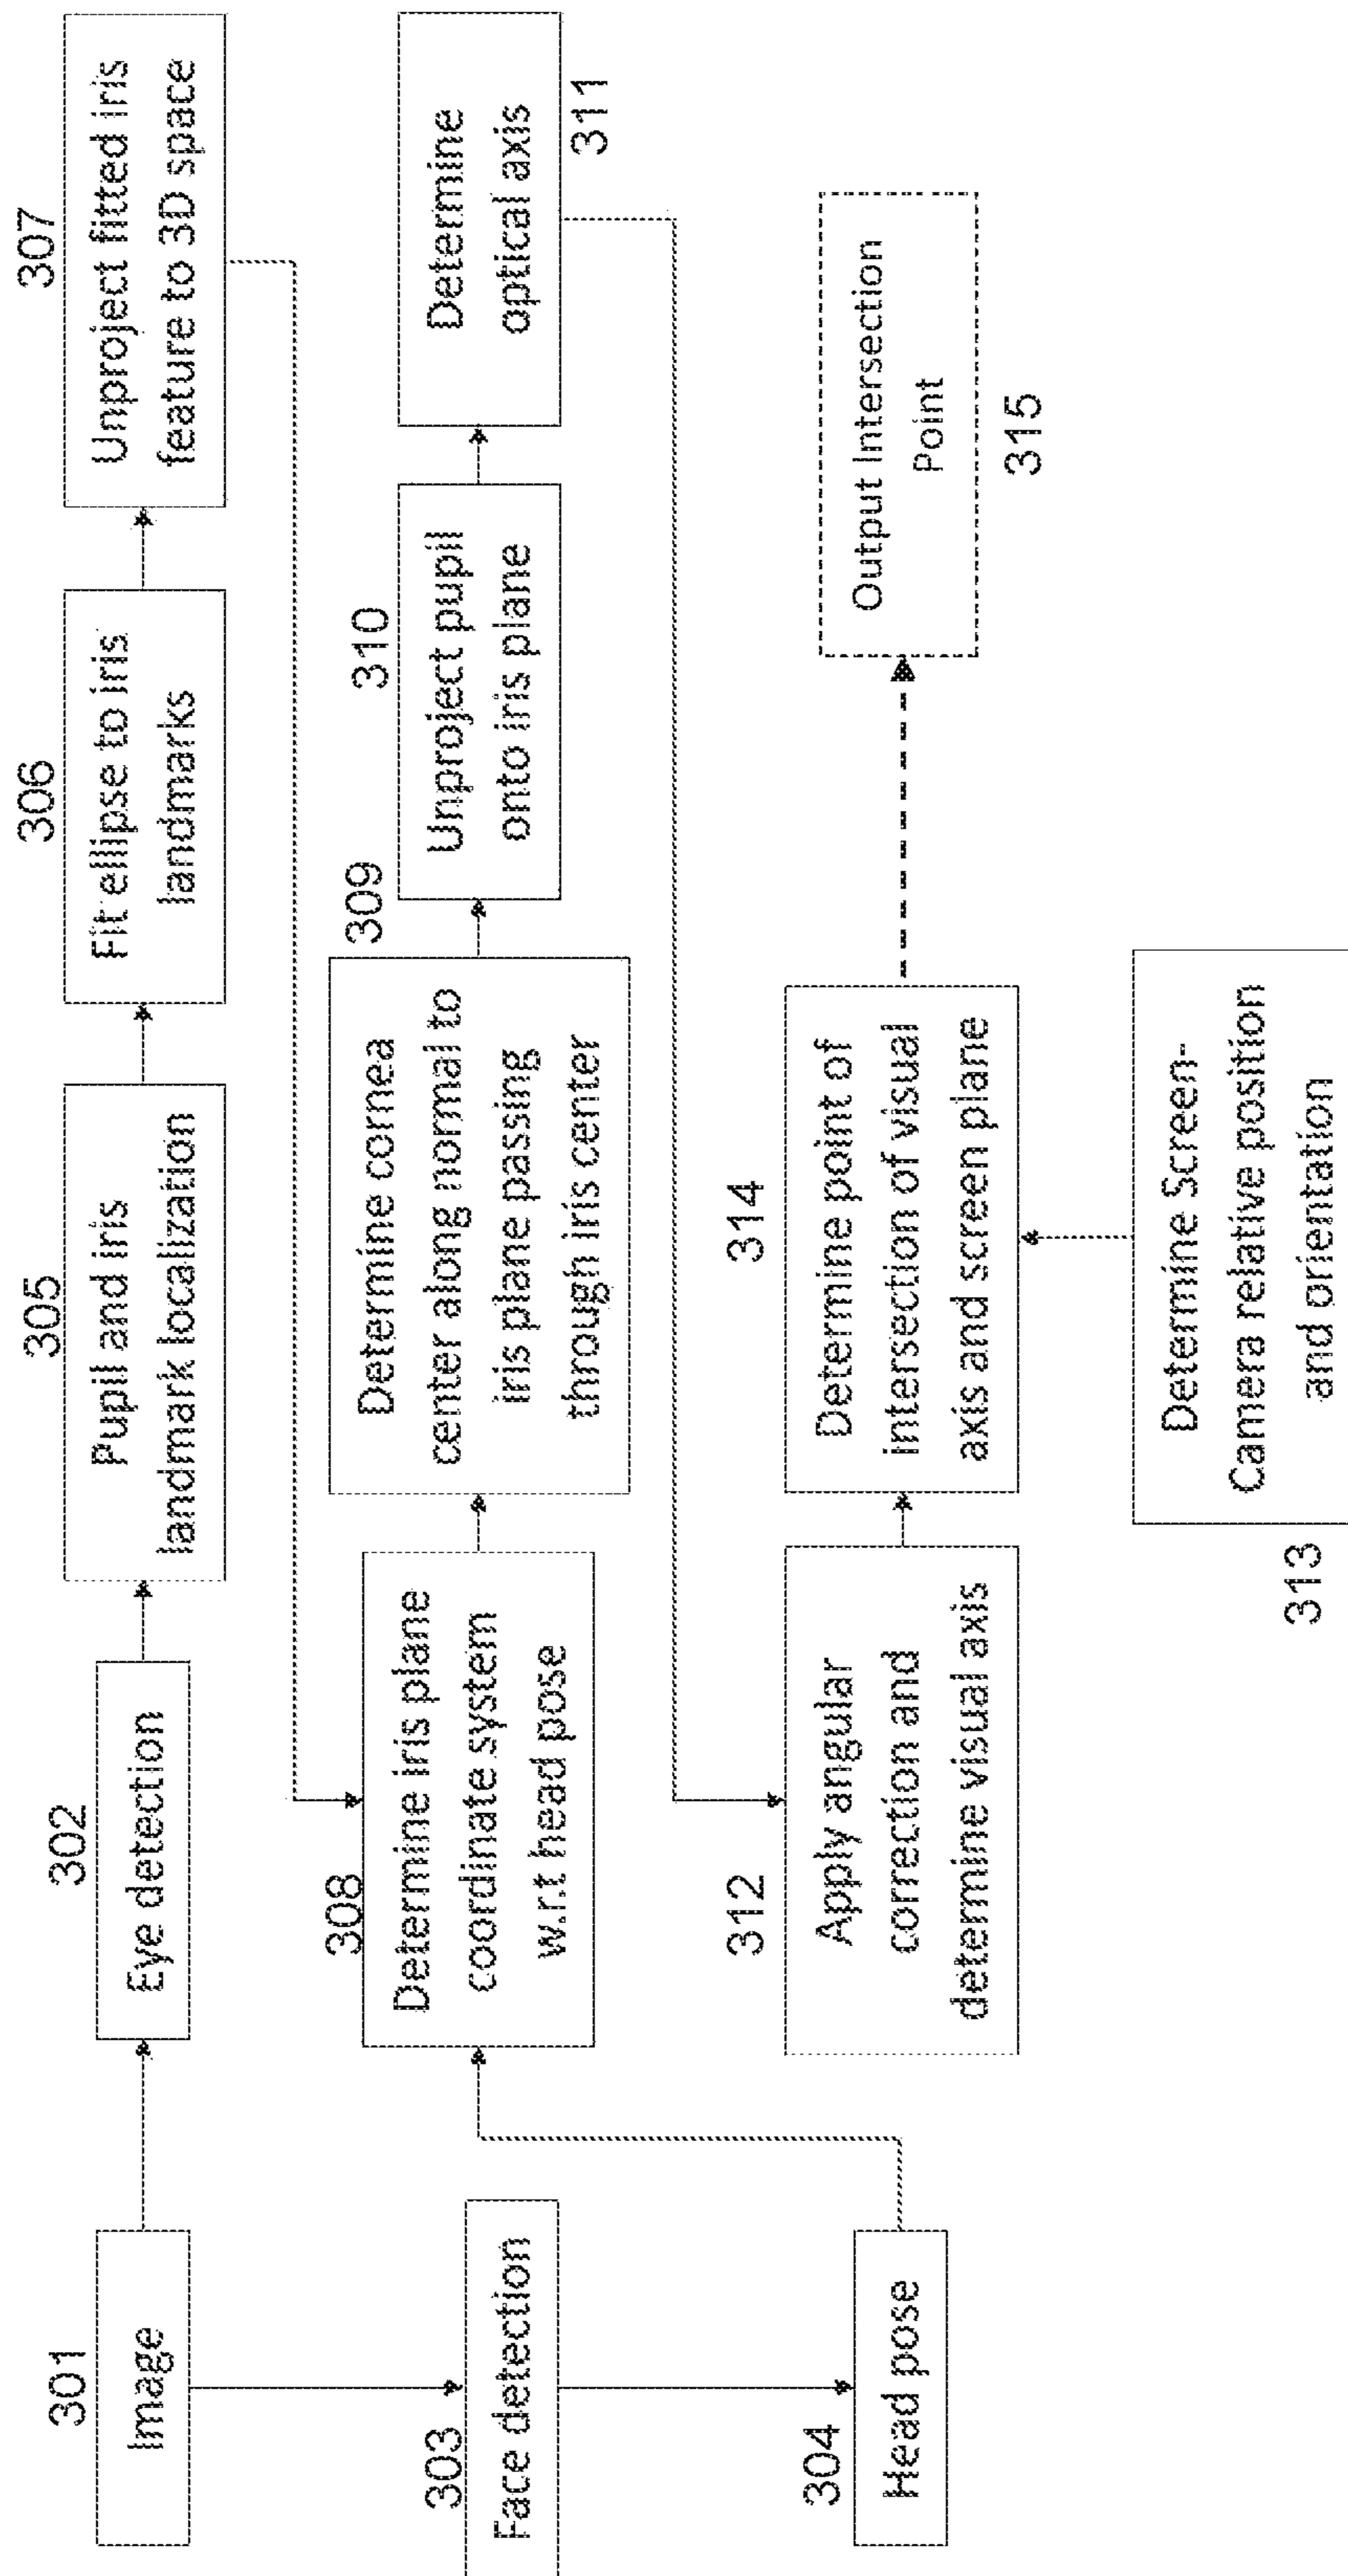 301
Image
302
Eye detection
305
Pupil and iris
landmark localization
306
Fit ellipse to iris
landmarks
307
Unproject fitted iris
feature to 3D space
303
Face detection
308
Determine iris plane
coordinate system
w.r.t head pose
309
Determine cornea
center along normal to
iris plane passing
through iris center
310
Unproject pupil
onto iris plane
Determine
optical axis
311
304
Head pose
312
Apply angular
correction and
determine visual axis
314
Determine point of
intersection of visual
axis and screen plane
Output Intersection
Point
315
313
Determine Screen-
Camera relative position
and orientation